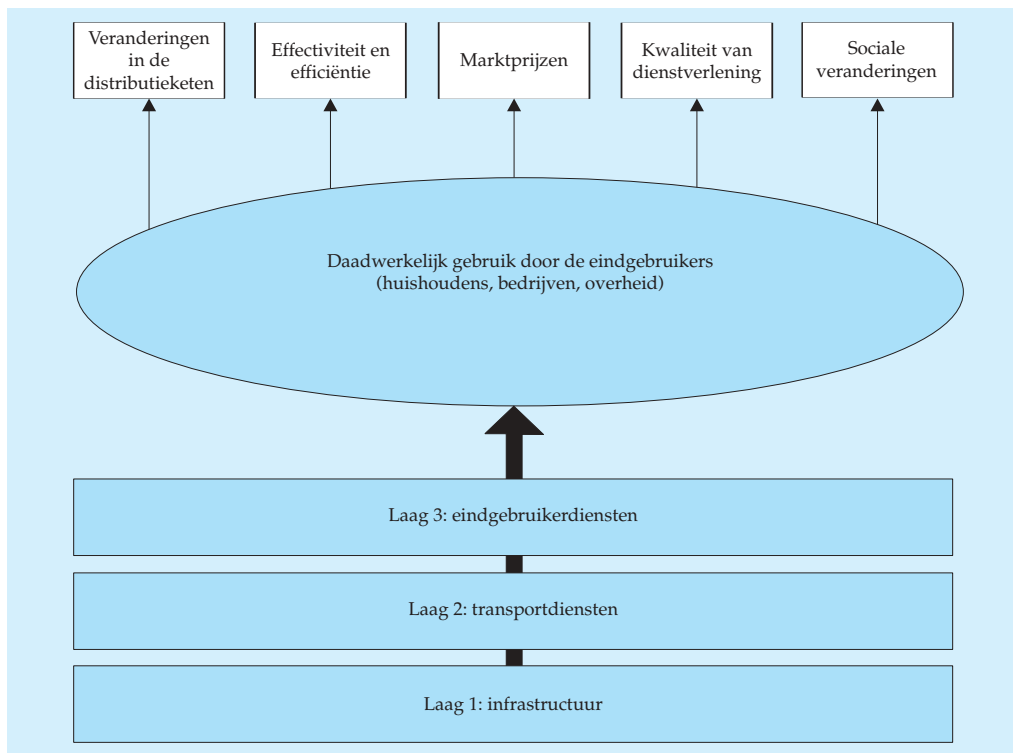 Veranderingen
in de
distributieketen
Effectiviteit en
efficiëntie
Marktprijzen
Kwaliteit van
dienstverlening
Sociale
veranderingen
Daadwerkelijk gebruik door de eindgebruikers
(huishoudens, bedrijven, overheid)
Laag 3: eindgebruikerdiensten
Laag 2: transportdiensten
Laag 1: infrastructuur